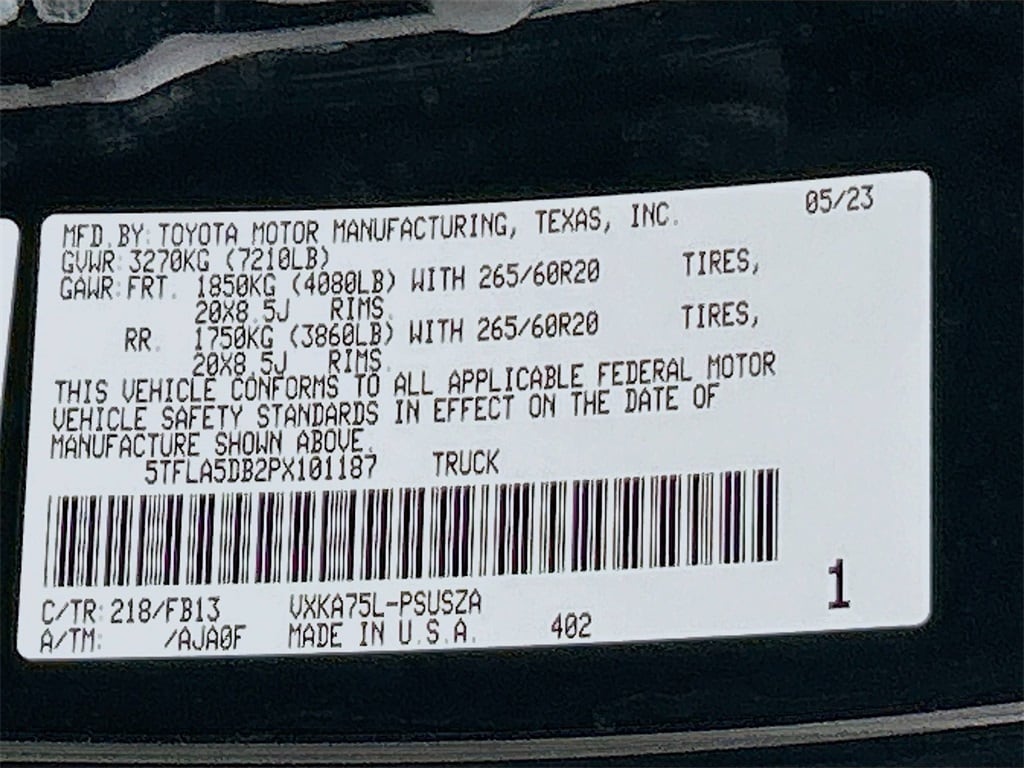 05/23
MFD. BY: TOYOTA MOTOR MANUFACTURING, TEXAS, INC.
GVWR: 3270KG (7210LB)
GAWR: FRT. 1850KG (4080LB) WITH 265/60R20 TIRES,
20X8.5J RIMS.
RR. 1750KG (3860LB) WITH 265/60R20 TIRES,
20X8.5J RIMS.
THIS VEHICLE CONFORMS TO ALL APPLICABLE FEDERAL MOTOR
VEHICLE SAFETY STANDARDS IN EFFECT ON THE DATE OF
MANUFACTURE SHOWN ABOVE.
5TFLA5DB2PX101187 TRUCK
1
C/TR: 218/FB13 VXKA75L-PSUSZA
A/TM: /AJA0F MADE IN U.S.A. 402